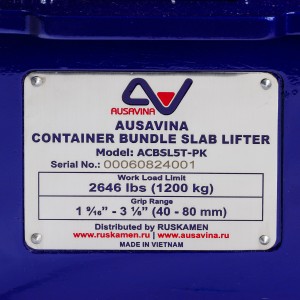 AUSAVINA
AUSAVINA
CONTAINER BUNDLE SLAB LIFTER
Model: ACBSL5T-PK
Serial No.: 00060824001
Work Load Limit
2646 lbs (1200 kg)
Grip Range
1 9/16" - 3 1/8" (40 - 80 mm)
Distributed by RUSKAMEN
www.ruskamen.ru | www.ausavina.ru
MADE IN VIETNAM